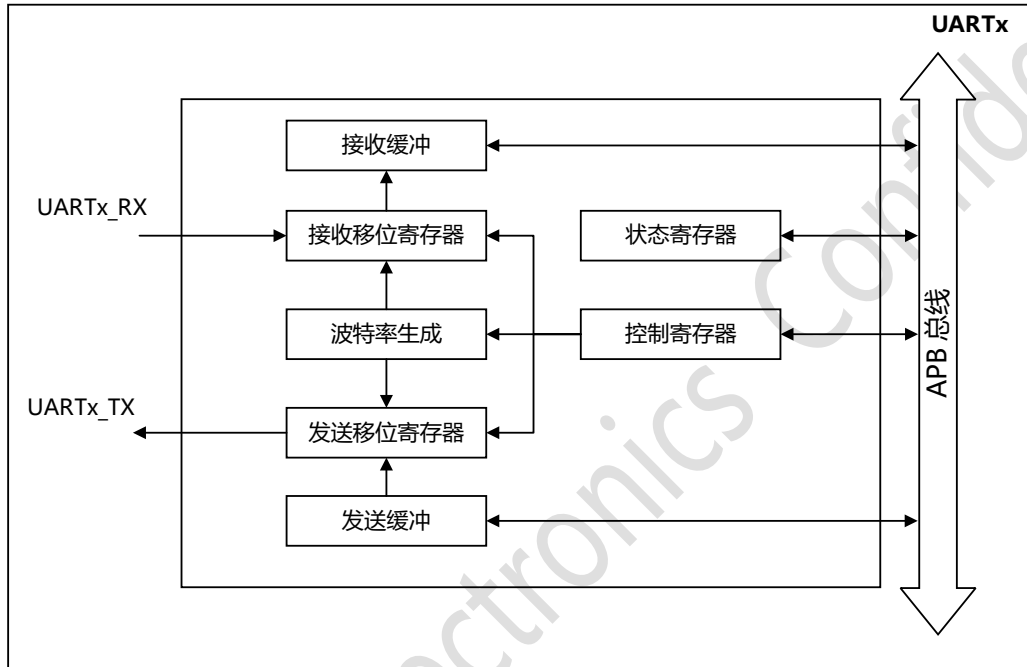 UARTx
接收缓冲
UARTx_RX
接收移位寄存器
状态寄存器
波特率生成
控制寄存器
APB 总线
UARTx_TX
发送移位寄存器
发送缓冲